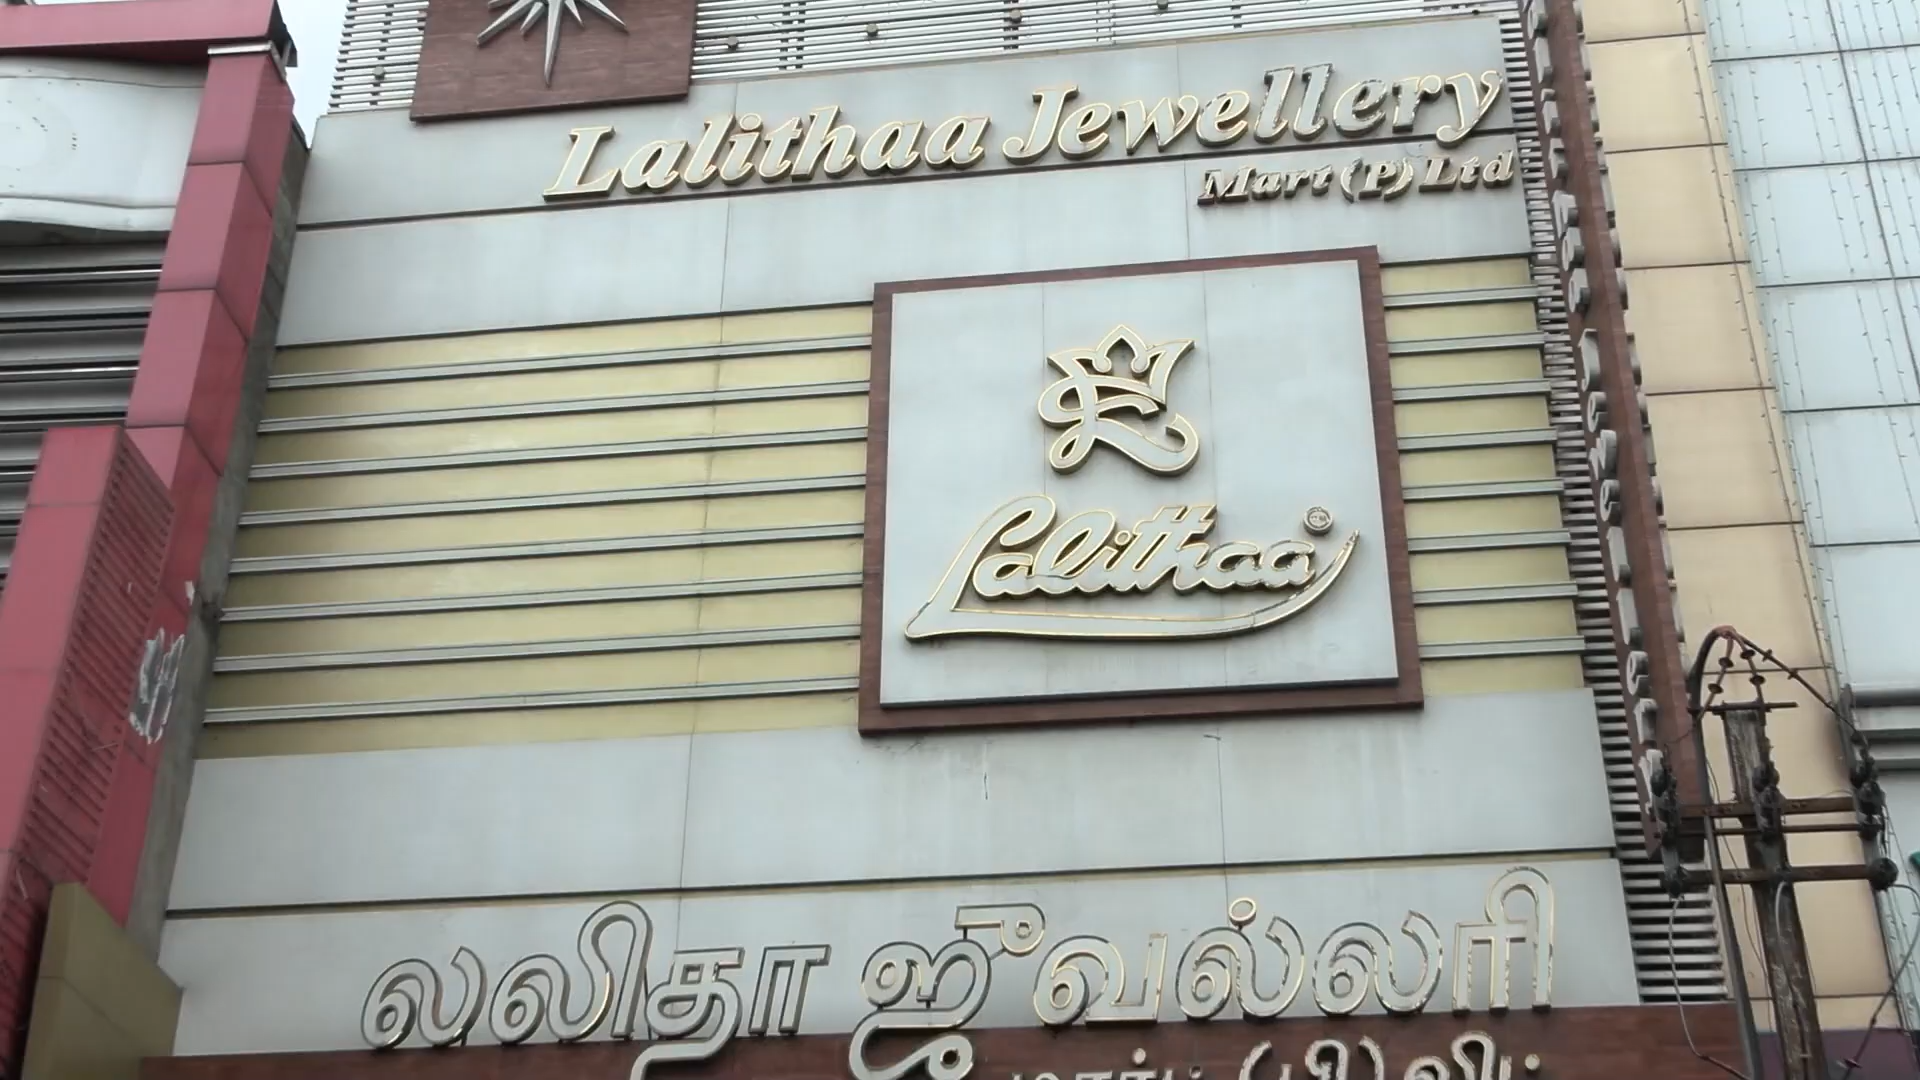 Lalithaa Jewellery
Mart (P) Ltd
Lalithaa
லலிதா ஜீவல்லரி
மார்ட் (பி) லிட்